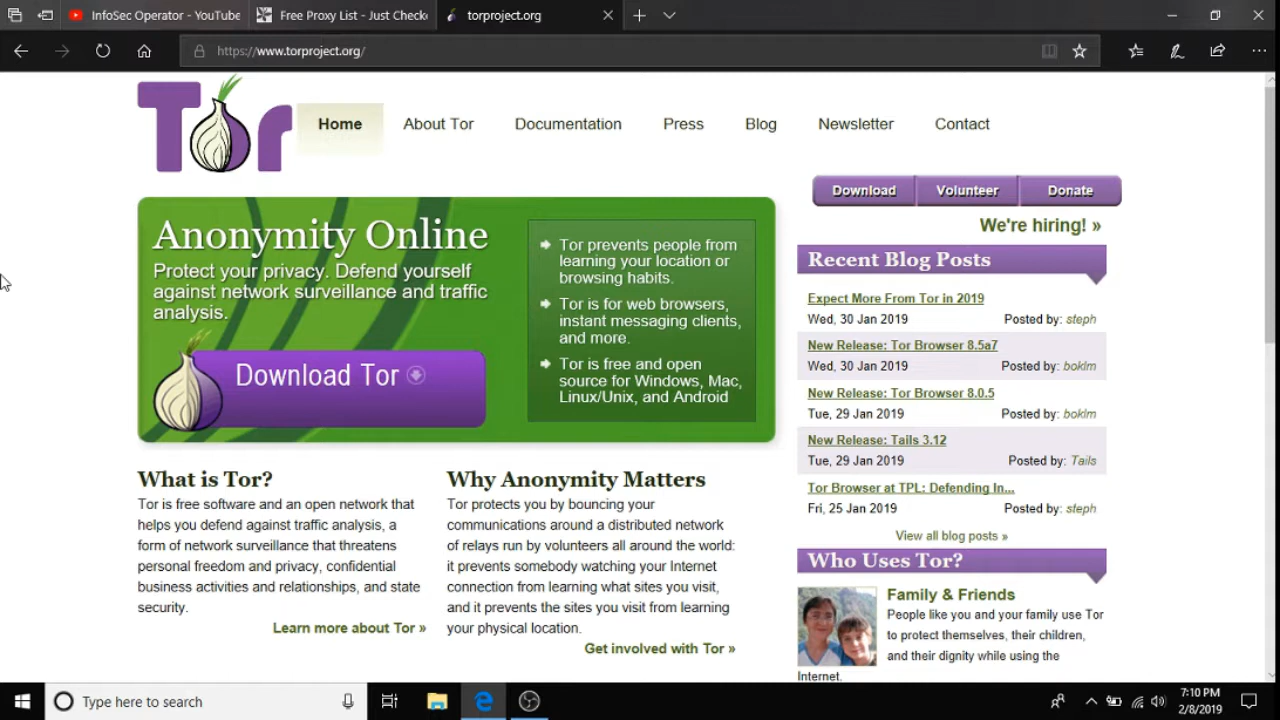 InfoSec Operator - YouTube
Free Proxy List - Just Checke
torproject.org
https://www.torproject.org/
Tor
Home
About Tor
Documentation
Press
Blog
Newsletter
Contact
Download
Volunteer
Donate
We're hiring! »
Anonymity Online
Protect your privacy. Defend yourself
against network surveillance and traffic
analysis.
Download Tor
Tor prevents people from
learning your location or
browsing habits.
Tor is for web browsers,
instant messaging clients,
and more.
Tor is free and open
source for Windows, Mac,
Linux/Unix, and Android
What is Tor?
Tor is free software and an open network that
helps you defend against traffic analysis, a
form of network surveillance that threatens
personal freedom and privacy, confidential
business activities and relationships, and state
security.
Learn more about Tor »
Why Anonymity Matters
Tor protects you by bouncing your
communications around a distributed network
of relays run by volunteers all around the world:
it prevents somebody watching your Internet
connection from learning what sites you visit,
and it prevents the sites you visit from learning
your physical location.
Get involved with Tor »
Recent Blog Posts
Expect More From Tor in 2019
Wed, 30 Jan 2019 Posted by: steph
New Release: Tor Browser 8.5a7
Wed, 30 Jan 2019 Posted by: boklm
New Release: Tor Browser 8.0.5
Tue, 29 Jan 2019 Posted by: boklm
New Release: Tails 3.12
Tue, 29 Jan 2019 Posted by: Tails
Tor Browser at TPL: Defending In...
Fri, 25 Jan 2019 Posted by: steph
View all blog posts »
Who Uses Tor?
Family & Friends
People like you and your family use Tor
to protect themselves, their children,
and their dignity while using the
Internet.
Type here to search
7:10 PM
2/8/2019